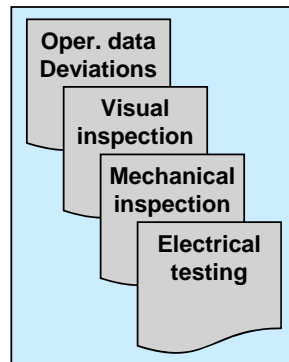 Oper. data
Deviations
Visual
inspection
Mechanical
inspection
Electrical
testing